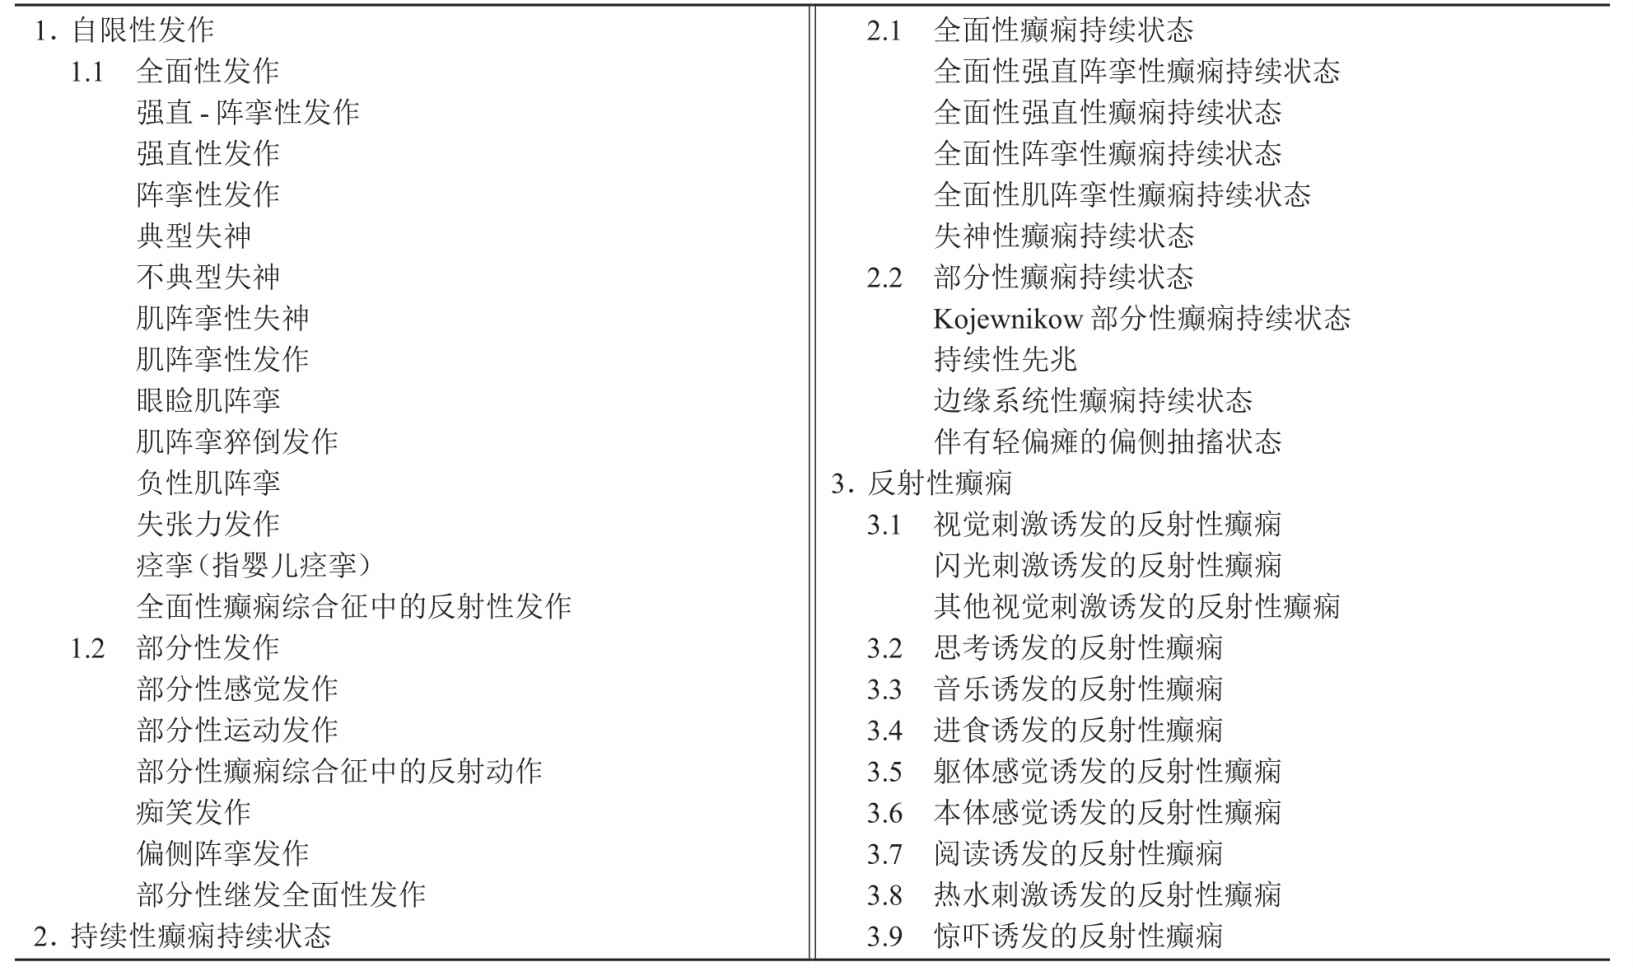 1. 自限性发作
1.1 全面性发作
强直-阵挛性发作
强直性发作
阵挛性发作
典型失神
不典型失神
肌阵挛性失神
肌阵挛性发作
眼睑肌阵挛
肌阵挛猝倒发作
负性肌阵挛
失张力发作
痉挛(指婴儿痉挛)
全面性癫痫综合征中的反射性发作
1.2 部分性发作
部分性感觉发作
部分性运动发作
部分性癫痫综合征中的反射动作
痴笑发作
偏侧阵挛发作
部分性继发全面性发作
2. 持续性癫痫持续状态
2.1 全面性癫痫持续状态
全面性强直阵挛性癫痫持续状态
全面性强直性癫痫持续状态
全面性阵挛性癫痫持续状态
全面性肌阵挛性癫痫持续状态
失神性癫痫持续状态
2.2 部分性癫痫持续状态
Kojewnikow 部分性癫痫持续状态
持续性先兆
边缘系统性癫痫持续状态
伴有轻偏瘫的偏侧抽搐状态
3. 反射性癫痫
3.1 视觉刺激诱发的反射性癫痫
闪光刺激诱发的反射性癫痫
其他视觉刺激诱发的反射性癫痫
3.2 思考诱发的反射性癫痫
3.3 音乐诱发的反射性癫痫
3.4 进食诱发的反射性癫痫
3.5 躯体感觉诱发的反射性癫痫
3.6 本体感觉诱发的反射性癫痫
3.7 阅读诱发的反射性癫痫
3.8 热水刺激诱发的反射性癫痫
3.9 惊吓诱发的反射性癫痫